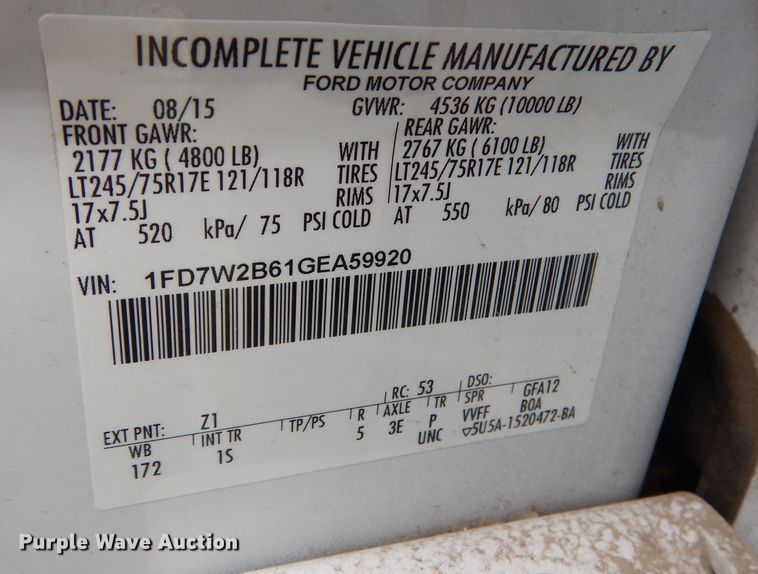 INCOMPLETE VEHICLE MANUFACTURED BY
FORD MOTOR COMPANY
DATE: 08/15 GVWR: 4536 KG (10000 LB)
FRONT GAWR: REAR GAWR:
2177 KG ( 4800 LB) WITH 2767 KG ( 6100 LB) WITH
LT245/75R17E 121/118R TIRES LT245/75R17E 121/118R TIRES
17x7.5J RIMS 17x7.5J RIMS
AT 520 kPa/ 75 PSI COLD AT 550 kPa/ 80 PSI COLD
VIN: 1FD7W2B61GEA59920
EXT PNT: Z1 RC: 53 DSO:
WB INT TR TP/PS R AXLE TR SPR GFA12
172 1S 5 3E P VVFF BOA
UNC ▽5U5A-1520472-BA
Purple Wave Auction